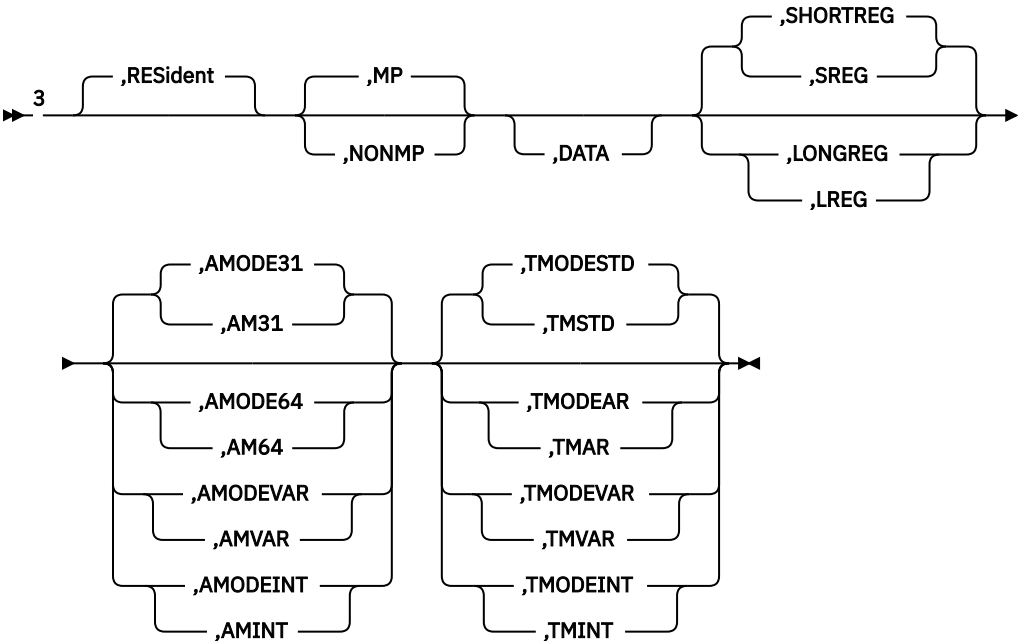 ,SHORTREG
,RESident ,MP ,SREG
3
,NONMP ,DATA ,LONGREG
,LREG
,AMODE31 ,TMODESTD
,AM31 ,TMSTD
,AMODE64 ,TMODEAR
,AM64 ,TMAR
,AMODEVAR ,TMODEVAR
,AMVAR ,TMVAR
,AMODEINT ,TMODEINT
,AMINT ,TMINT